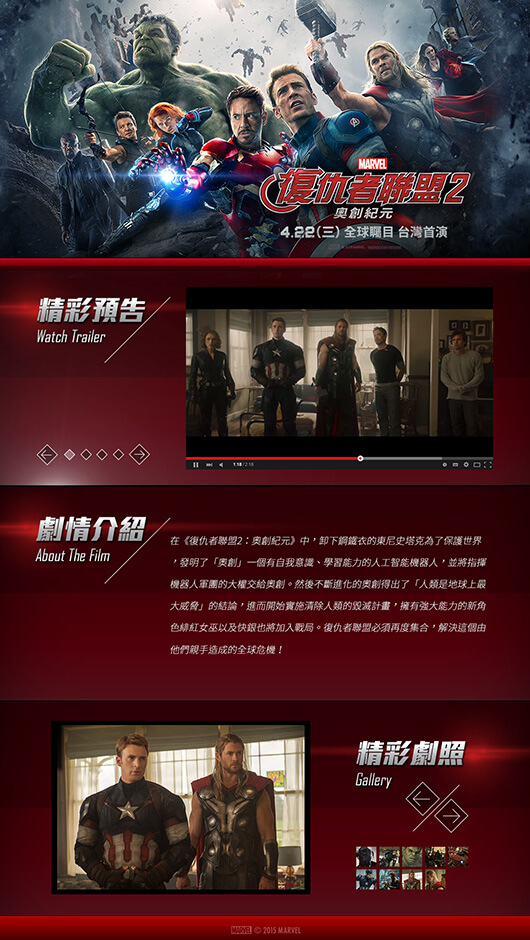 MARVEL
復仇者聯盟2
奧創紀元
4.22(三) 全球矚目 台灣首演
精彩預告
Watch Trailer
1:18 / 2:18
劇情介紹
About The Film
在《復仇者聯盟2：奧創紀元》中，卸下鋼鐵衣的東尼史塔克為了保護世界
，發明了「奧創」一個有自我意識、學習能力的人工智能機器人，並將指揮
機器人軍團的大權交給奧創。然後不斷進化的奧創得出了「人類是地球上最
大威脅」的結論，進而開始實施清除人類的毀滅計畫，擁有強大能力的新角
色緋紅女巫以及快銀也將加入戰局。復仇者聯盟必須再度集合，解決這個由
他們親手造成的全球危機！
精彩劇照
Gallery
MARVEL © 2015 MARVEL